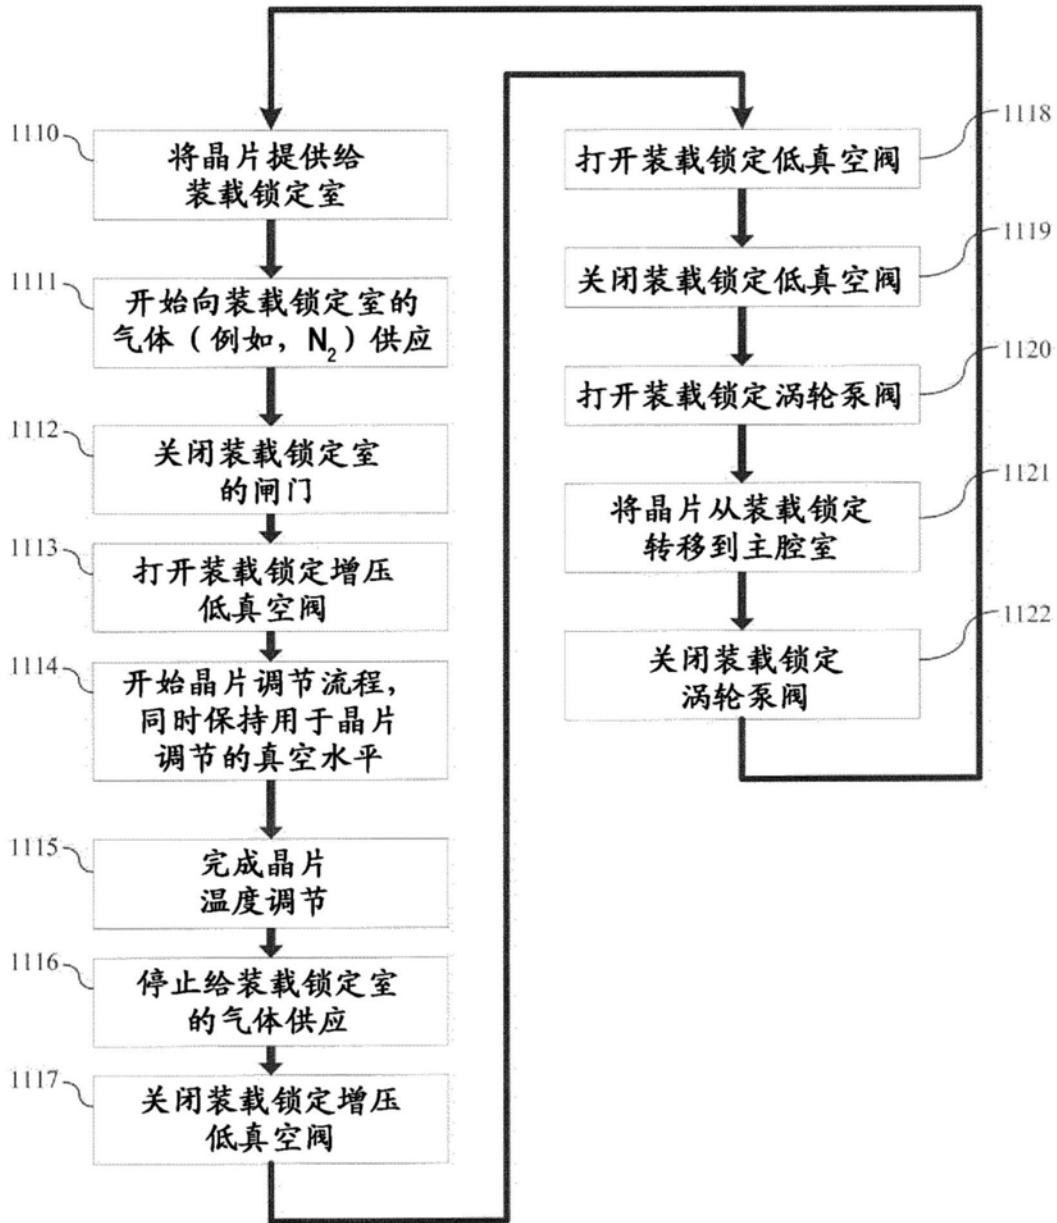 1110
将晶片提供给
装载锁定室
1111
开始向装载锁定室的
气体（例如，N₂）供应
1112
关闭装载锁定室
的闸门
1113
打开装载锁定增压
低真空阀
1114
开始晶片调节流程，
同时保持用于晶片
调节的真空水平
1115
完成晶片
温度调节
1116
停止给装载锁定室
的气体供应
1117
关闭装载锁定增压
低真空阀
1118
打开装载锁定低真空阀
1119
关闭装载锁定低真空阀
1120
打开装载锁定涡轮泵阀
1121
将晶片从装载锁定
转移到主腔室
1122
关闭装载锁定
涡轮泵阀